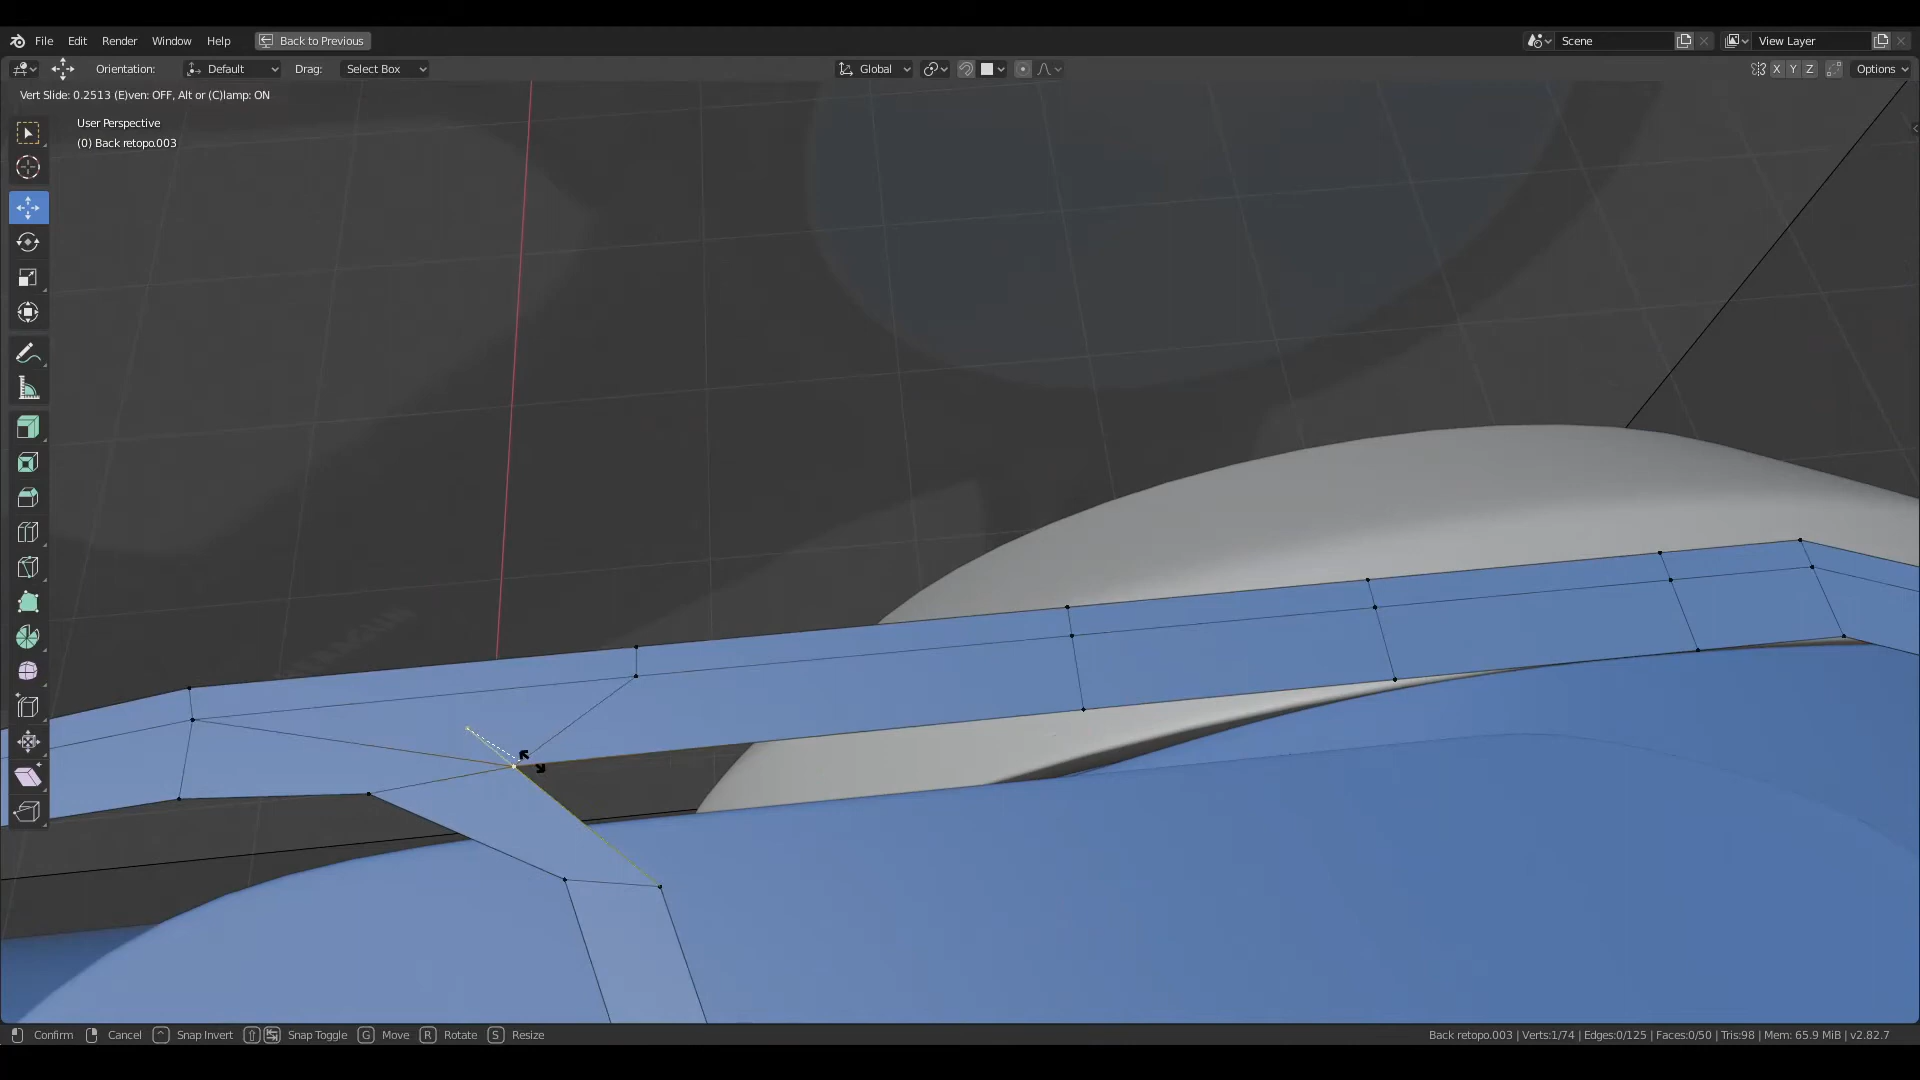 File Edit Render Window Help Back to Previous Scene View Layer
Orientation: Default Drag: Select Box Global X Y Z Options
Vert Slide: 0.2513 (E)ven: OFF, Alt or (C)lamp: ON
User Perspective
(0) Back retopo.003
Confirm Cancel Snap Invert Snap Toggle G Move R Rotate S Resize Back retopo.003 | Verts:1/74 | Edges:0/125 | Faces:0/50 | Tris:98 | Mem: 65.9 MiB | v2.82.7